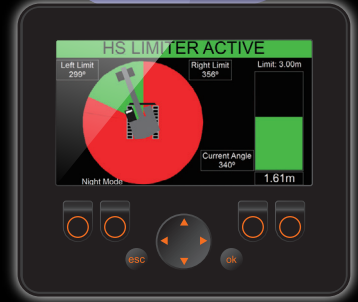 HS LIMITER ACTIVE
Left Limit
299º
Right Limit
356º
Limit: 3.00m
Current Angle
340º
1.61m
Night Mode
esc
ok